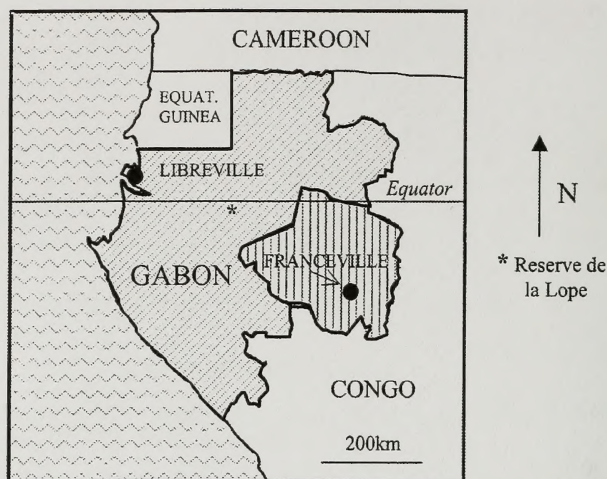 CAMEROON
EQUAT.
GUINEA
LIBREVILLE
Equator
*
N
FRANCEVILLE
GABON
* Reserve de
la Lope
CONGO
200km